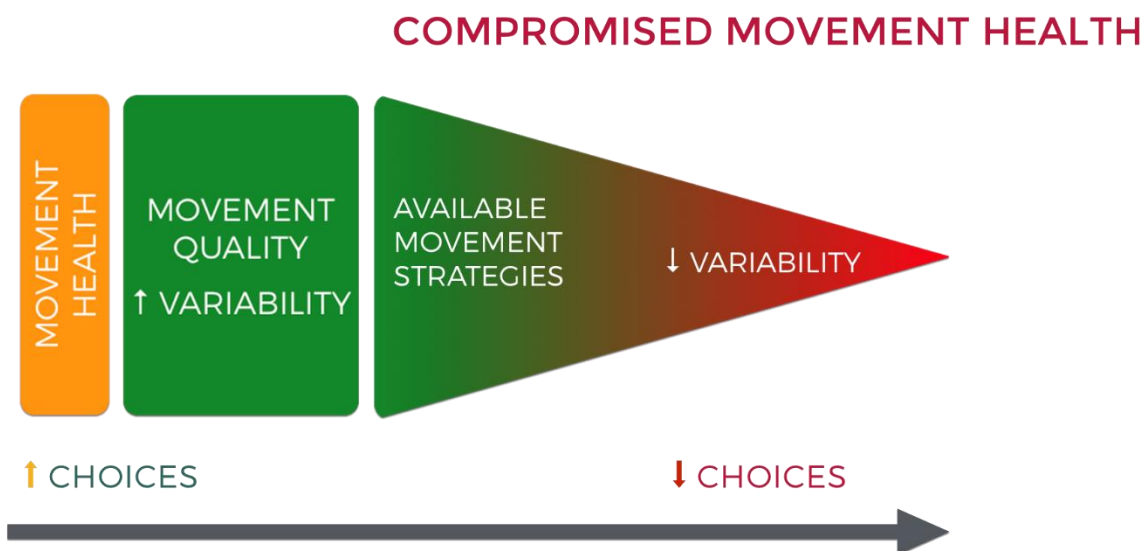 COMPROMISED MOVEMENT HEALTH
MOVEMENT
HEALTH
MOVEMENT
QUALITY
↑ VARIABILITY
AVAILABLE
MOVEMENT
STRATEGIES
↓ VARIABILITY
↑ CHOICES
↓ CHOICES